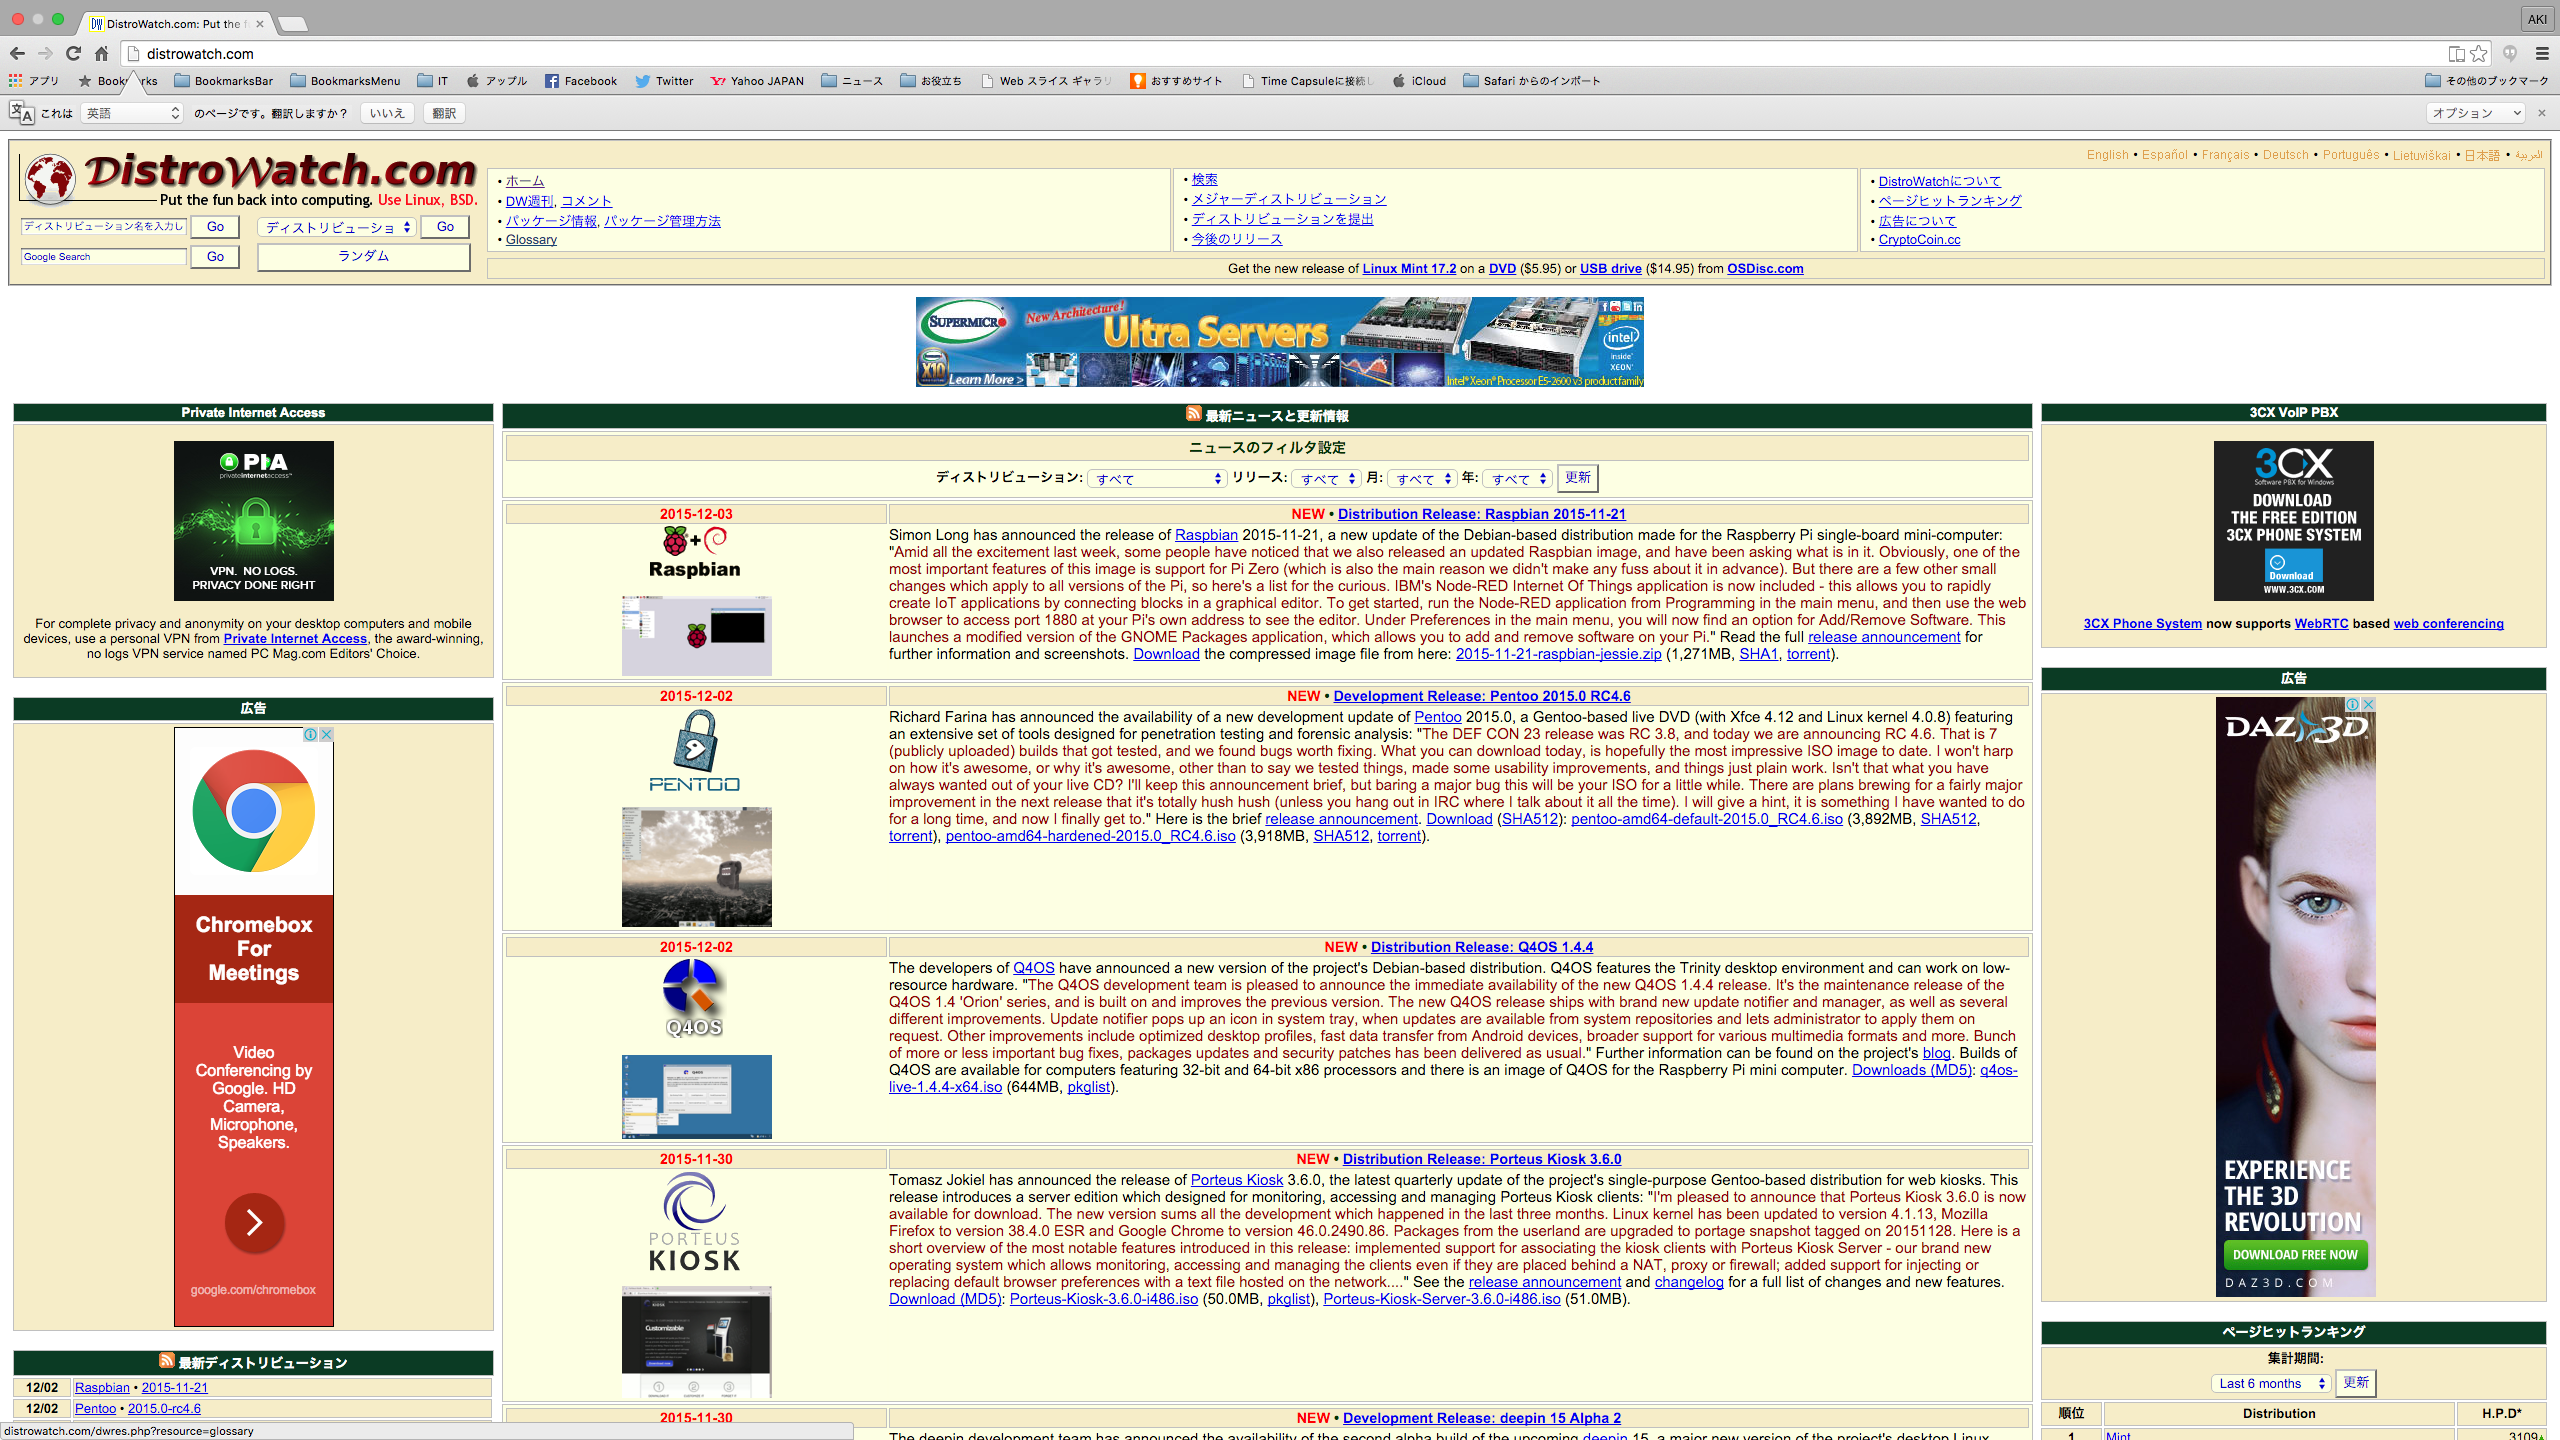 DistroWatch.com: Put the f
AKI
distrowatch.com
アプリ Bookmarks BookmarksBar BookmarksMenu IT アップル Facebook Twitter Yahoo JAPAN ニュース お役立ち Web スライス ギャラリ おすすめサイト Time Capsuleに接続し iCloud Safari からのインポート その他のブックマーク
これは 英語 のページです。翻訳しますか？ いいえ 翻訳 オプション
English • Español • Français • Deutsch • Português • Lietuviškai • 日本語 • العربية
DistroWatch.com
Put the fun back into computing. Use Linux, BSD.
ディストリビューション名を入力し Go ディストリビューショ Go
Google Search Go ランダム
• ホーム
• DW週刊, コメント
• パッケージ情報, パッケージ管理方法
• Glossary
• 検索
• メジャーディストリビューション
• ディストリビューションを提出
• 今後のリリース
• DistroWatchについて
• ページヒットランキング
• 広告について
• CryptoCoin.cc
Get the new release of Linux Mint 17.2 on a DVD ($5.95) or USB drive ($14.95) from OSDisc.com
SUPERMICRO New Architecture! Ultra Servers
intel inside XEON
X10 Learn More > Intel® Xeon® Processor E5-2600 v3 product family
Private Internet Access
PIA
privateinternetaccess
VPN. NO LOGS.
PRIVACY DONE RIGHT
For complete privacy and anonymity on your desktop computers and mobile
devices, use a personal VPN from Private Internet Access, the award-winning,
no logs VPN service named PC Mag.com Editors' Choice.
広告
Chromebox
For
Meetings
Video
Conferencing by
Google. HD
Camera,
Microphone,
Speakers.
google.com/chromebox
最新ディストリビューション
12/02 Raspbian • 2015-11-21
12/02 Pentoo • 2015.0-rc4.6
distrowatch.com/dwres.php?resource=glossary
最新ニュースと更新情報
ニュースのフィルタ設定
ディストリビューション: すべて リリース: すべて 月: すべて 年: すべて 更新
2015-12-03 NEW • Distribution Release: Raspbian 2015-11-21
Raspbian
Simon Long has announced the release of Raspbian 2015-11-21, a new update of the Debian-based distribution made for the Raspberry Pi single-board mini-computer:
"Amid all the excitement last week, some people have noticed that we also released an updated Raspbian image, and have been asking what is in it. Obviously, one of the
most important features of this image is support for Pi Zero (which is also the main reason we didn't make any fuss about it in advance). But there are a few other small
changes which apply to all versions of the Pi, so here's a list for the curious. IBM's Node-RED Internet Of Things application is now included - this allows you to rapidly
create IoT applications by connecting blocks in a graphical editor. To get started, run the Node-RED application from Programming in the main menu, and then use the web
browser to access port 1880 at your Pi's own address to see the editor. Under Preferences in the main menu, you will now find an option for Add/Remove Software. This
launches a modified version of the GNOME Packages application, which allows you to add and remove software on your Pi." Read the full release announcement for
further information and screenshots. Download the compressed image file from here: 2015-11-21-raspbian-jessie.zip (1,271MB, SHA1, torrent).
2015-12-02 NEW • Development Release: Pentoo 2015.0 RC4.6
PENTOO
Richard Farina has announced the availability of a new development update of Pentoo 2015.0, a Gentoo-based live DVD (with Xfce 4.12 and Linux kernel 4.0.8) featuring
an extensive set of tools designed for penetration testing and forensic analysis: "The DEF CON 23 release was RC 3.8, and today we are announcing RC 4.6. That is 7
(publicly uploaded) builds that got tested, and we found bugs worth fixing. What you can download today, is hopefully the most impressive ISO image to date. I won't harp
on how it's awesome, or why it's awesome, other than to say we tested things, made some usability improvements, and things just plain work. Isn't that what you have
always wanted out of your live CD? I'll keep this announcement brief, but baring a major bug this will be your ISO for a little while. There are plans brewing for a fairly major
improvement in the next release that it's totally hush hush (unless you hang out in IRC where I talk about it all the time). I will give a hint, it is something I have wanted to do
for a long time, and now I finally get to." Here is the brief release announcement. Download (SHA512): pentoo-amd64-default-2015.0_RC4.6.iso (3,892MB, SHA512,
torrent), pentoo-amd64-hardened-2015.0_RC4.6.iso (3,918MB, SHA512, torrent).
2015-12-02 NEW • Distribution Release: Q4OS 1.4.4
Q4OS
The developers of Q4OS have announced a new version of the project's Debian-based distribution. Q4OS features the Trinity desktop environment and can work on low-
resource hardware. "The Q4OS development team is pleased to announce the immediate availability of the new Q4OS 1.4.4 release. It's the maintenance release of the
Q4OS 1.4 'Orion' series, and is built on and improves the previous version. The new Q4OS release ships with brand new update notifier and manager, as well as several
different improvements. Update notifier pops up an icon in system tray, when updates are available from system repositories and lets administrator to apply them on
request. Other improvements include optimized desktop profiles, fast data transfer from Android devices, broader support for various multimedia formats and more. Bunch
of more or less important bug fixes, packages updates and security patches has been delivered as usual." Further information can be found on the project's blog. Builds of
Q4OS are available for computers featuring 32-bit and 64-bit x86 processors and there is an image of Q4OS for the Raspberry Pi mini computer. Downloads (MD5): q4os-
live-1.4.4-x64.iso (644MB, pkglist).
2015-11-30 NEW • Distribution Release: Porteus Kiosk 3.6.0
PORTEUS
KIOSK
Customizable
Tomasz Jokiel has announced the release of Porteus Kiosk 3.6.0, the latest quarterly update of the project's single-purpose Gentoo-based distribution for web kiosks. This
release introduces a server edition which designed for monitoring, accessing and managing Porteus Kiosk clients: "I'm pleased to announce that Porteus Kiosk 3.6.0 is now
available for download. The new version sums all the development which happened in the last three months. Linux kernel has been updated to version 4.1.13, Mozilla
Firefox to version 38.4.0 ESR and Google Chrome to version 46.0.2490.86. Packages from the userland are upgraded to portage snapshot tagged on 20151128. Here is a
short overview of the most notable features introduced in this release: implemented support for associating the kiosk clients with Porteus Kiosk Server - our brand new
operating system which allows monitoring, accessing and managing the clients even if they are placed behind a NAT, proxy or firewall; added support for injecting or
replacing default browser preferences with a text file hosted on the network...." See the release announcement and changelog for a full list of changes and new features.
Download (MD5): Porteus-Kiosk-3.6.0-i486.iso (50.0MB, pkglist), Porteus-Kiosk-Server-3.6.0-i486.iso (51.0MB).
2015-11-30 NEW • Development Release: deepin 15 Alpha 2
The deepin development team has announced the availability of the second alpha build of the upcoming deepin 15, a major new version of the project's desktop Linux
3CX VoIP PBX
3CX
Software PBX for Windows
DOWNLOAD
THE FREE EDITION
3CX PHONE SYSTEM
Download
WWW.3CX.COM
3CX Phone System now supports WebRTC based web conferencing
広告
DAZ3D
EXPERIENCE
THE 3D
REVOLUTION
DOWNLOAD FREE NOW
DAZ3D.COM
ページヒットランキング
集計期間:
Last 6 months 更新
順位 Distribution H.P.D*
1 Mint 3109